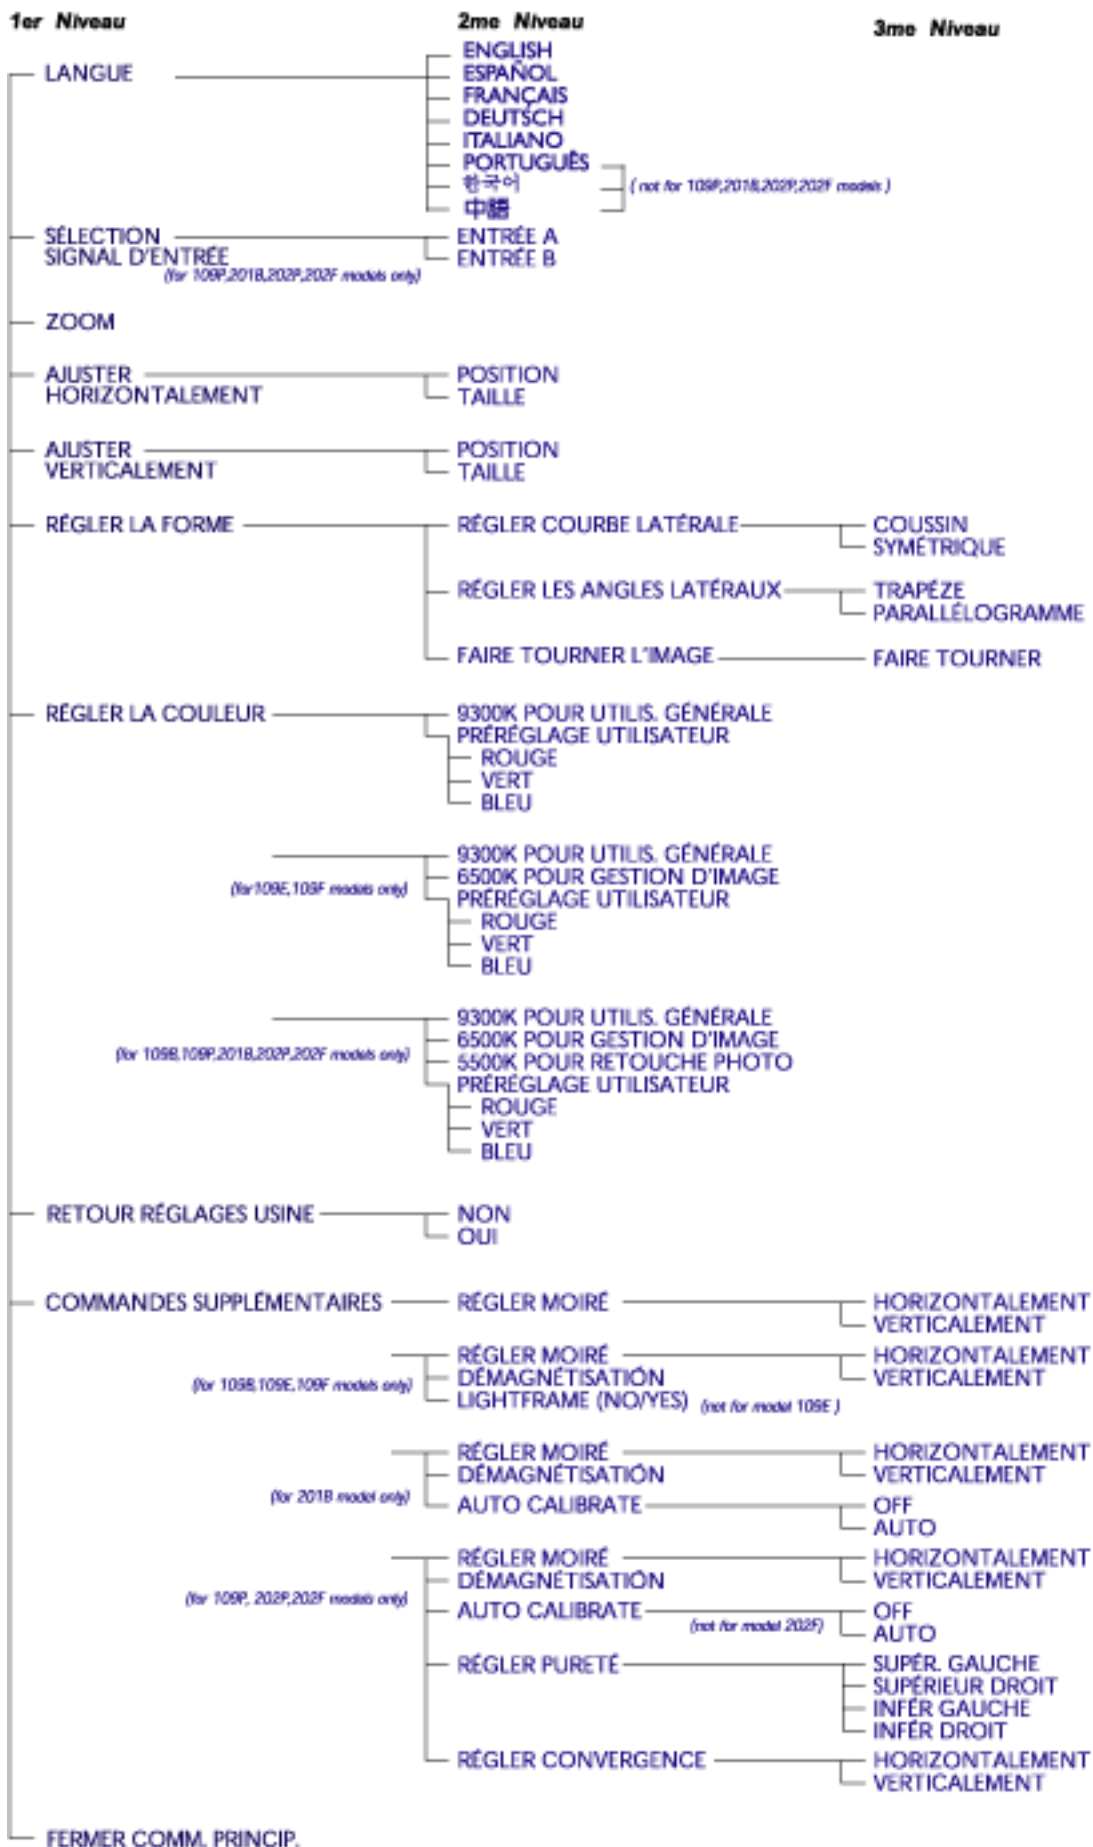 1er Niveau
2me Niveau
3me Niveau
LANGUE
ENGLISH
ESPAÑOL
FRANÇAIS
DEUTSCH
ITALIANO
PORTUGUÊS
한국어
中語
( not for 109P,201B,202P,202F models )
SÉLECTION
SIGNAL D'ENTRÉE
(for 109P,201B,202P,202F models only)
ENTRÉE A
ENTRÉE B
ZOOM
AJUSTER
HORIZONTALEMENT
POSITION
TAILLE
AJUSTER
VERTICALEMENT
POSITION
TAILLE
RÉGLER LA FORME
RÉGLER COURBE LATÉRALE
COUSSIN
SYMÉTRIQUE
RÉGLER LES ANGLES LATÉRAUX
TRAPÉZE
PARALLÉLOGRAMME
FAIRE TOURNER L'IMAGE
FAIRE TOURNER
RÉGLER LA COULEUR
9300K POUR UTILIS. GÉNÉRALE
PRÉRÉGLAGE UTILISATEUR
ROUGE
VERT
BLEU
(for109E,109F models only)
9300K POUR UTILIS. GÉNÉRALE
6500K POUR GESTION D'IMAGE
PRÉRÉGLAGE UTILISATEUR
ROUGE
VERT
BLEU
(for 109B,109P,201B,202P,202F models only)
9300K POUR UTILIS. GÉNÉRALE
6500K POUR GESTION D'IMAGE
5500K POUR RETOUCHE PHOTO
PRÉRÉGLAGE UTILISATEUR
ROUGE
VERT
BLEU
RETOUR RÉGLAGES USINE
NON
OUI
COMMANDES SUPPLÉMENTAIRES
RÉGLER MOIRÉ
HORIZONTALEMENT
VERTICALEMENT
(for 109B,109E,109F models only)
RÉGLER MOIRÉ
HORIZONTALEMENT
VERTICALEMENT
DÉMAGNÉTISATIÓN
LIGHTFRAME (NO/YES)
(not for model 109E )
(for 201B model only)
RÉGLER MOIRÉ
HORIZONTALEMENT
VERTICALEMENT
DÉMAGNÉTISATIÓN
AUTO CALIBRATE
OFF
AUTO
(for 109P, 202P,202F models only)
RÉGLER MOIRÉ
HORIZONTALEMENT
VERTICALEMENT
DÉMAGNÉTISATIÓN
AUTO CALIBRATE
(not for model 202F)
OFF
AUTO
RÉGLER PURETÉ
SUPÉR. GAUCHE
SUPÉRIEUR DROIT
INFÉR GAUCHE
INFÉR DROIT
RÉGLER CONVERGENCE
HORIZONTALEMENT
VERTICALEMENT
FERMER COMM. PRINCIP.